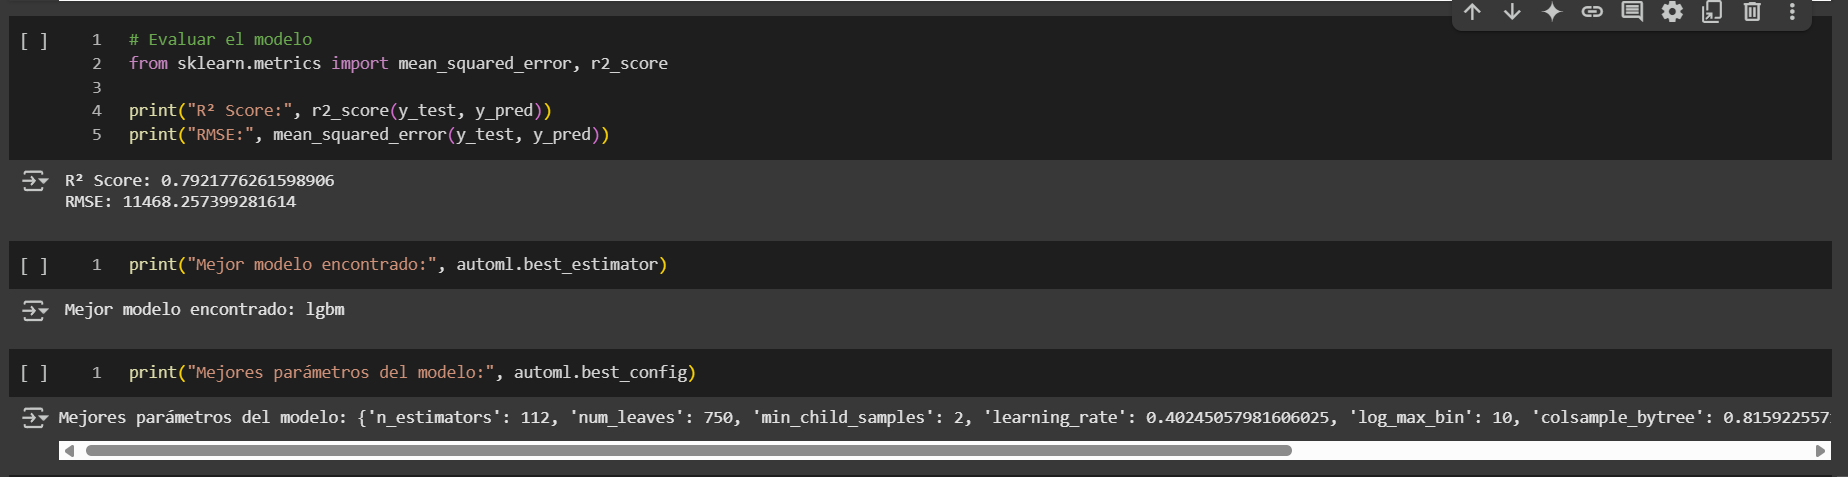 [ ] 1 # Evaluar el modelo
2 from sklearn.metrics import mean_squared_error, r2_score
3
4 print("R² Score:", r2_score(y_test, y_pred))
5 print("RMSE:", mean_squared_error(y_test, y_pred))
R² Score: 0.7921776261598906
RMSE: 11468.257399281614
[ ] 1 print("Mejor modelo encontrado:", automl.best_estimator)
Mejor modelo encontrado: lgbm
[ ] 1 print("Mejores parámetros del modelo:", automl.best_config)
Mejores parámetros del modelo: {'n_estimators': 112, 'num_leaves': 750, 'min_child_samples': 2, 'learning_rate': 0.40245057981606025, 'log_max_bin': 10, 'colsample_bytree': 0.815922557